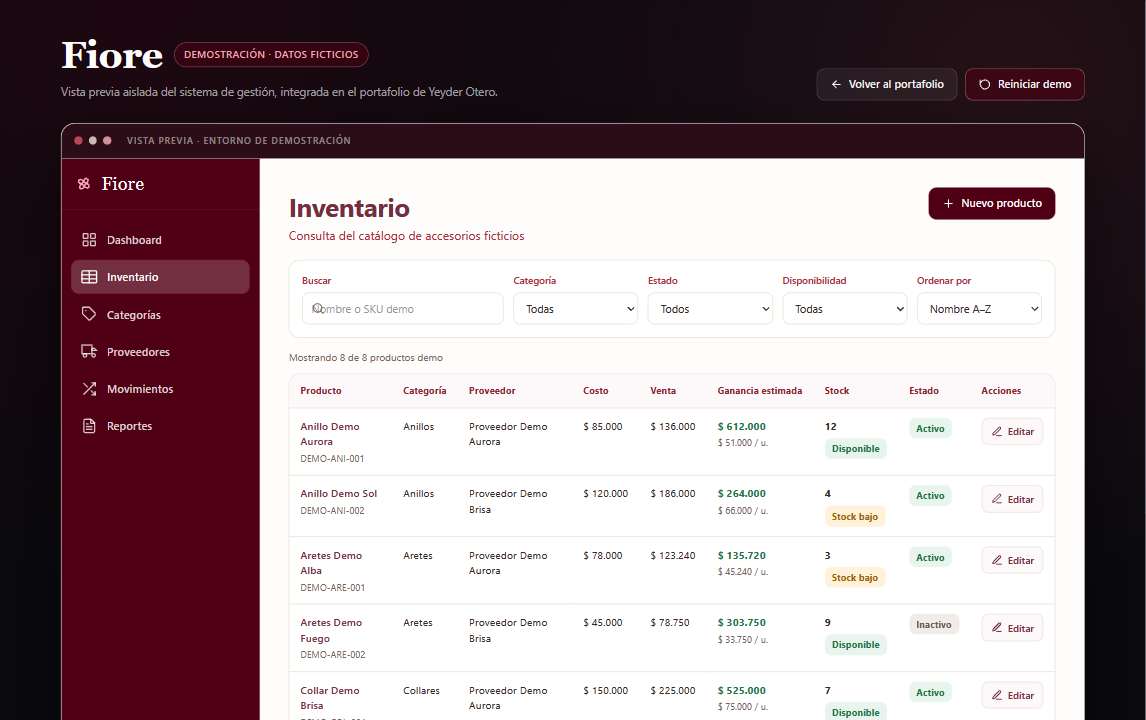 Fiore
DEMOSTRACIÓN · DATOS FICTICIOS
Vista previa aislada del sistema de gestión, integrada en el portafolio de Yeyder Otero.
Volver al portafolio
Reiniciar demo
VISTA PREVIA · ENTORNO DE DEMOSTRACIÓN
Fiore
Dashboard
Inventario
Categorías
Proveedores
Movimientos
Reportes
Inventario
Consulta del catálogo de accesorios ficticios
Nuevo producto
Buscar Categoría Estado Disponibilidad Ordenar por
Nombre o SKU demo Todas Todos Todas Nombre A–Z
Mostrando 8 de 8 productos demo
Producto Categoría Proveedor Costo Venta Ganancia estimada Stock Estado Acciones
Anillo Demo Anillos Proveedor Demo $ 85.000 $ 136.000 $ 612.000 12 Activo Editar
Aurora Aurora $ 51.000 / u. Disponible
DEMO-ANI-001
Anillo Demo Sol Anillos Proveedor Demo $ 120.000 $ 186.000 $ 264.000 4 Activo Editar
DEMO-ANI-002 Brisa $ 66.000 / u. Stock bajo
Aretes Demo Aretes Proveedor Demo $ 78.000 $ 123.240 $ 135.720 3 Activo Editar
Alba Aurora $ 45.240 / u. Stock bajo
DEMO-ARE-001
Aretes Demo Aretes Proveedor Demo $ 45.000 $ 78.750 $ 303.750 9 Inactivo Editar
Fuego Brisa $ 33.750 / u. Disponible
DEMO-ARE-002
Collar Demo Collares Proveedor Demo $ 150.000 $ 225.000 $ 525.000 7 Activo Editar
Brisa Aurora $ 75.000 / u. Disponible